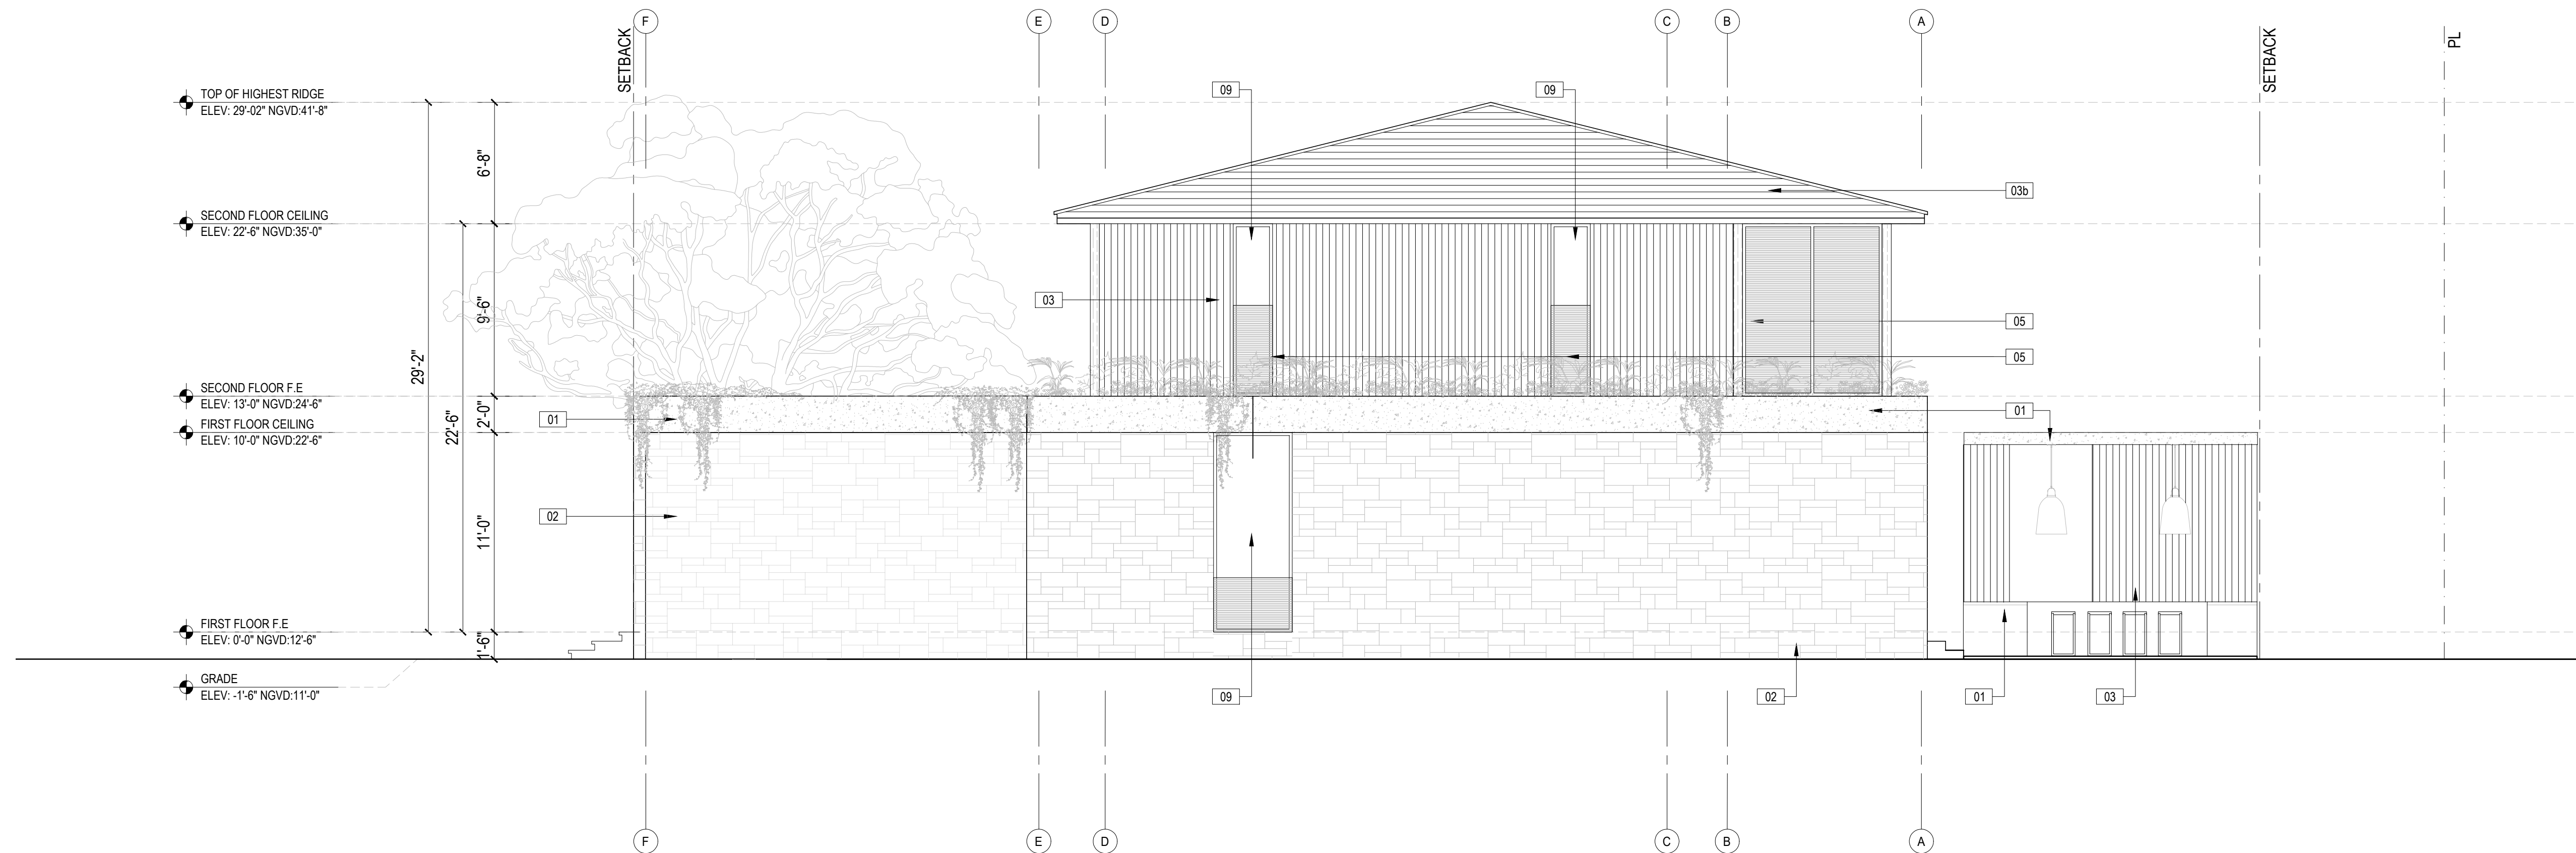 F
E
D
C
B
A
SETBACK
SETBACK
PL
TOP OF HIGHEST RIDGE
ELEV: 29'-02" NGVD:41'-8"
SECOND FLOOR CEILING
ELEV: 22'-6" NGVD:35'-0"
SECOND FLOOR F.E
ELEV: 13'-0" NGVD:24'-6"
FIRST FLOOR CEILING
ELEV: 10'-0" NGVD:22'-6"
FIRST FLOOR F.E
ELEV: 0'-0" NGVD:12'-6"
GRADE
ELEV: -1'-6" NGVD:11'-0"
29'-2"
22'-6"
6'-8"
9'-6"
2'-0"
11'-0"
1'-6"
09
09
03b
03
05
05
01
01
02
09
02
01
03
F
E
D
C
B
A